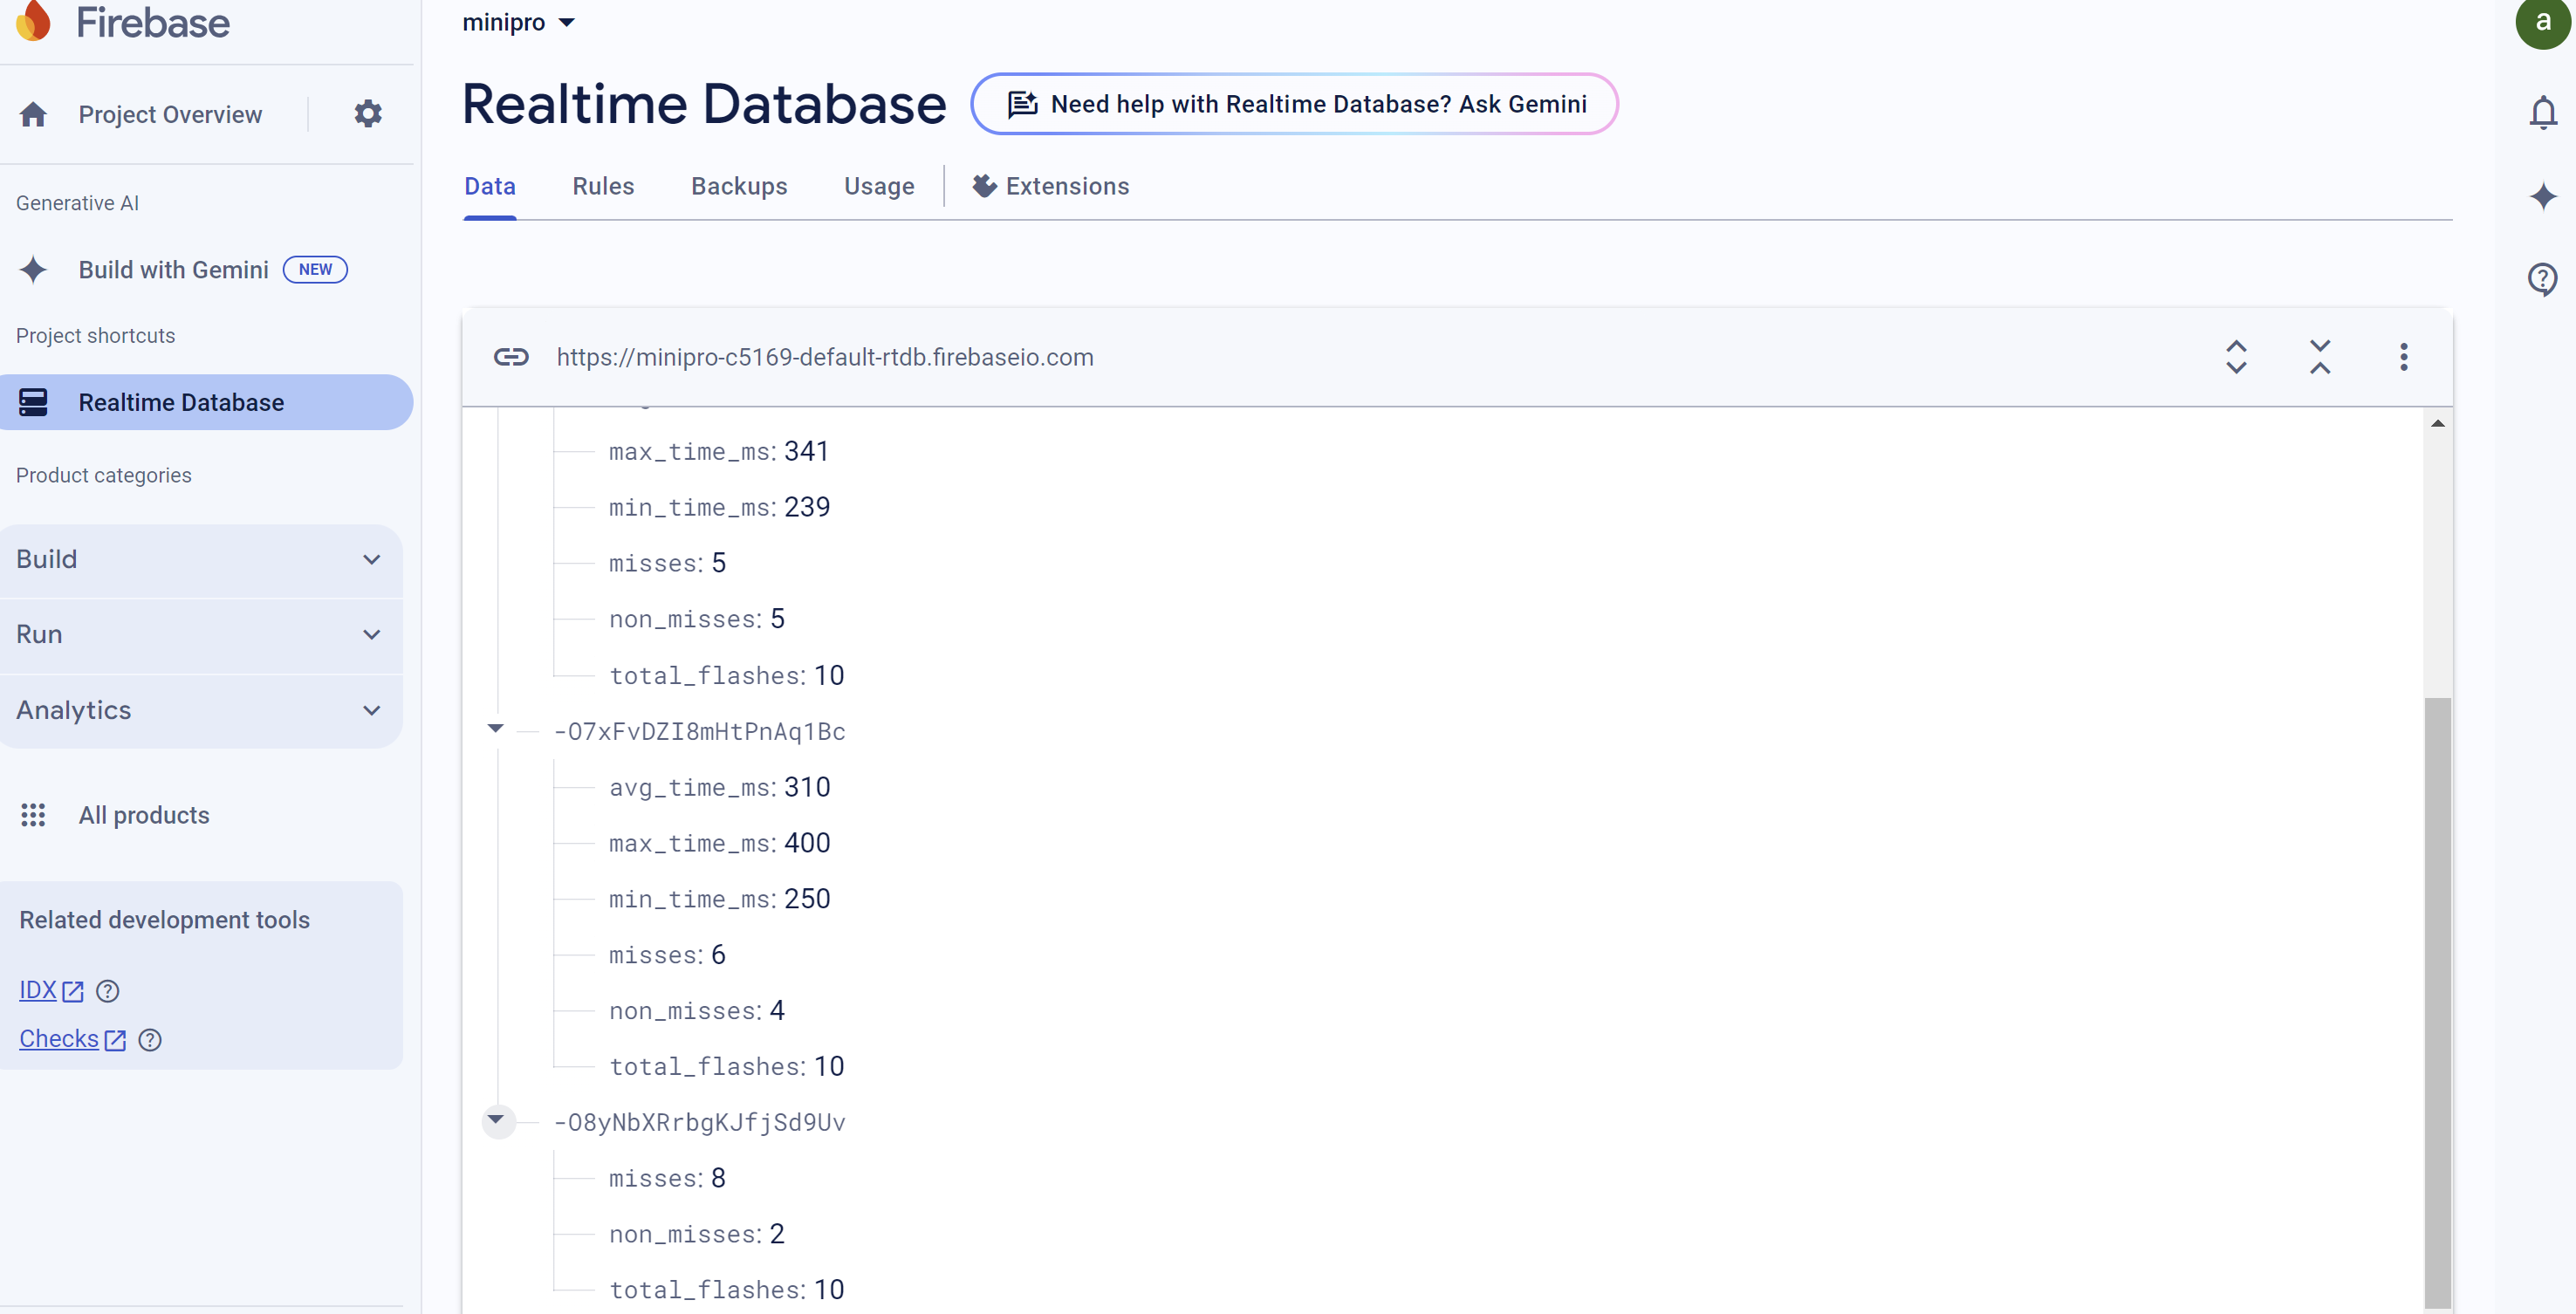 Firebase
Project Overview
Generative AI
Build with Gemini NEW
Project shortcuts
Realtime Database
Product categories
Build
Run
Analytics
All products
Related development tools
IDX
Checks
minipro
Realtime Database
Need help with Realtime Database? Ask Gemini
Data Rules Backups Usage Extensions
https://minipro-c5169-default-rtdb.firebaseio.com
max_time_ms: 341
min_time_ms: 239
misses: 5
non_misses: 5
total_flashes: 10
-O7xFvDZI8mHtPnAq1Bc
avg_time_ms: 310
max_time_ms: 400
min_time_ms: 250
misses: 6
non_misses: 4
total_flashes: 10
-O8yNbXRrbgKJfjSd9Uv
misses: 8
non_misses: 2
total_flashes: 10
a